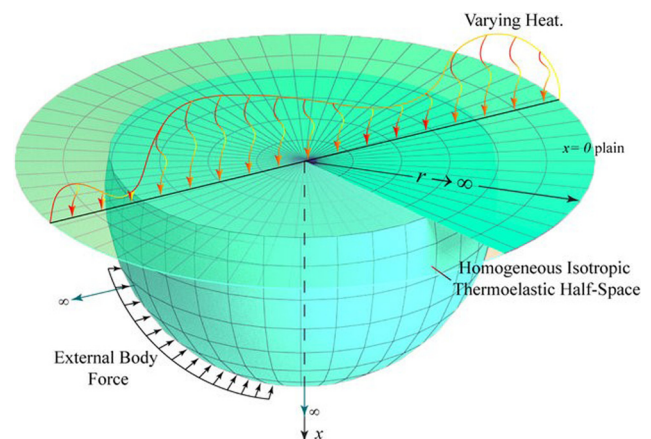 Varying Heat.
x= 0 plain
r → ∞
Homogeneous Isotropic
Thermoelastic Half-Space
∞
External Body
Force
∞
x